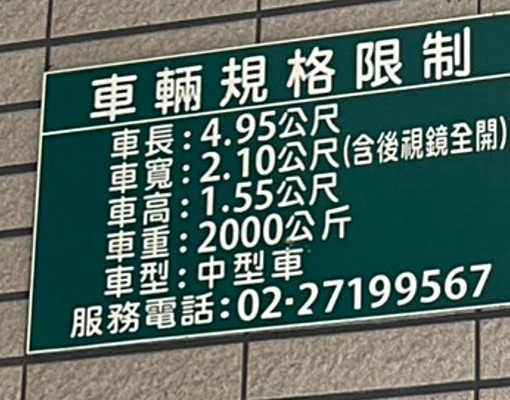 車輛規格限制
車長:4.95公尺
車寬:2.10公尺(含後視鏡全開)
車高:1.55公尺
車重:2000公斤
車型:中型車
服務電話:02-27199567